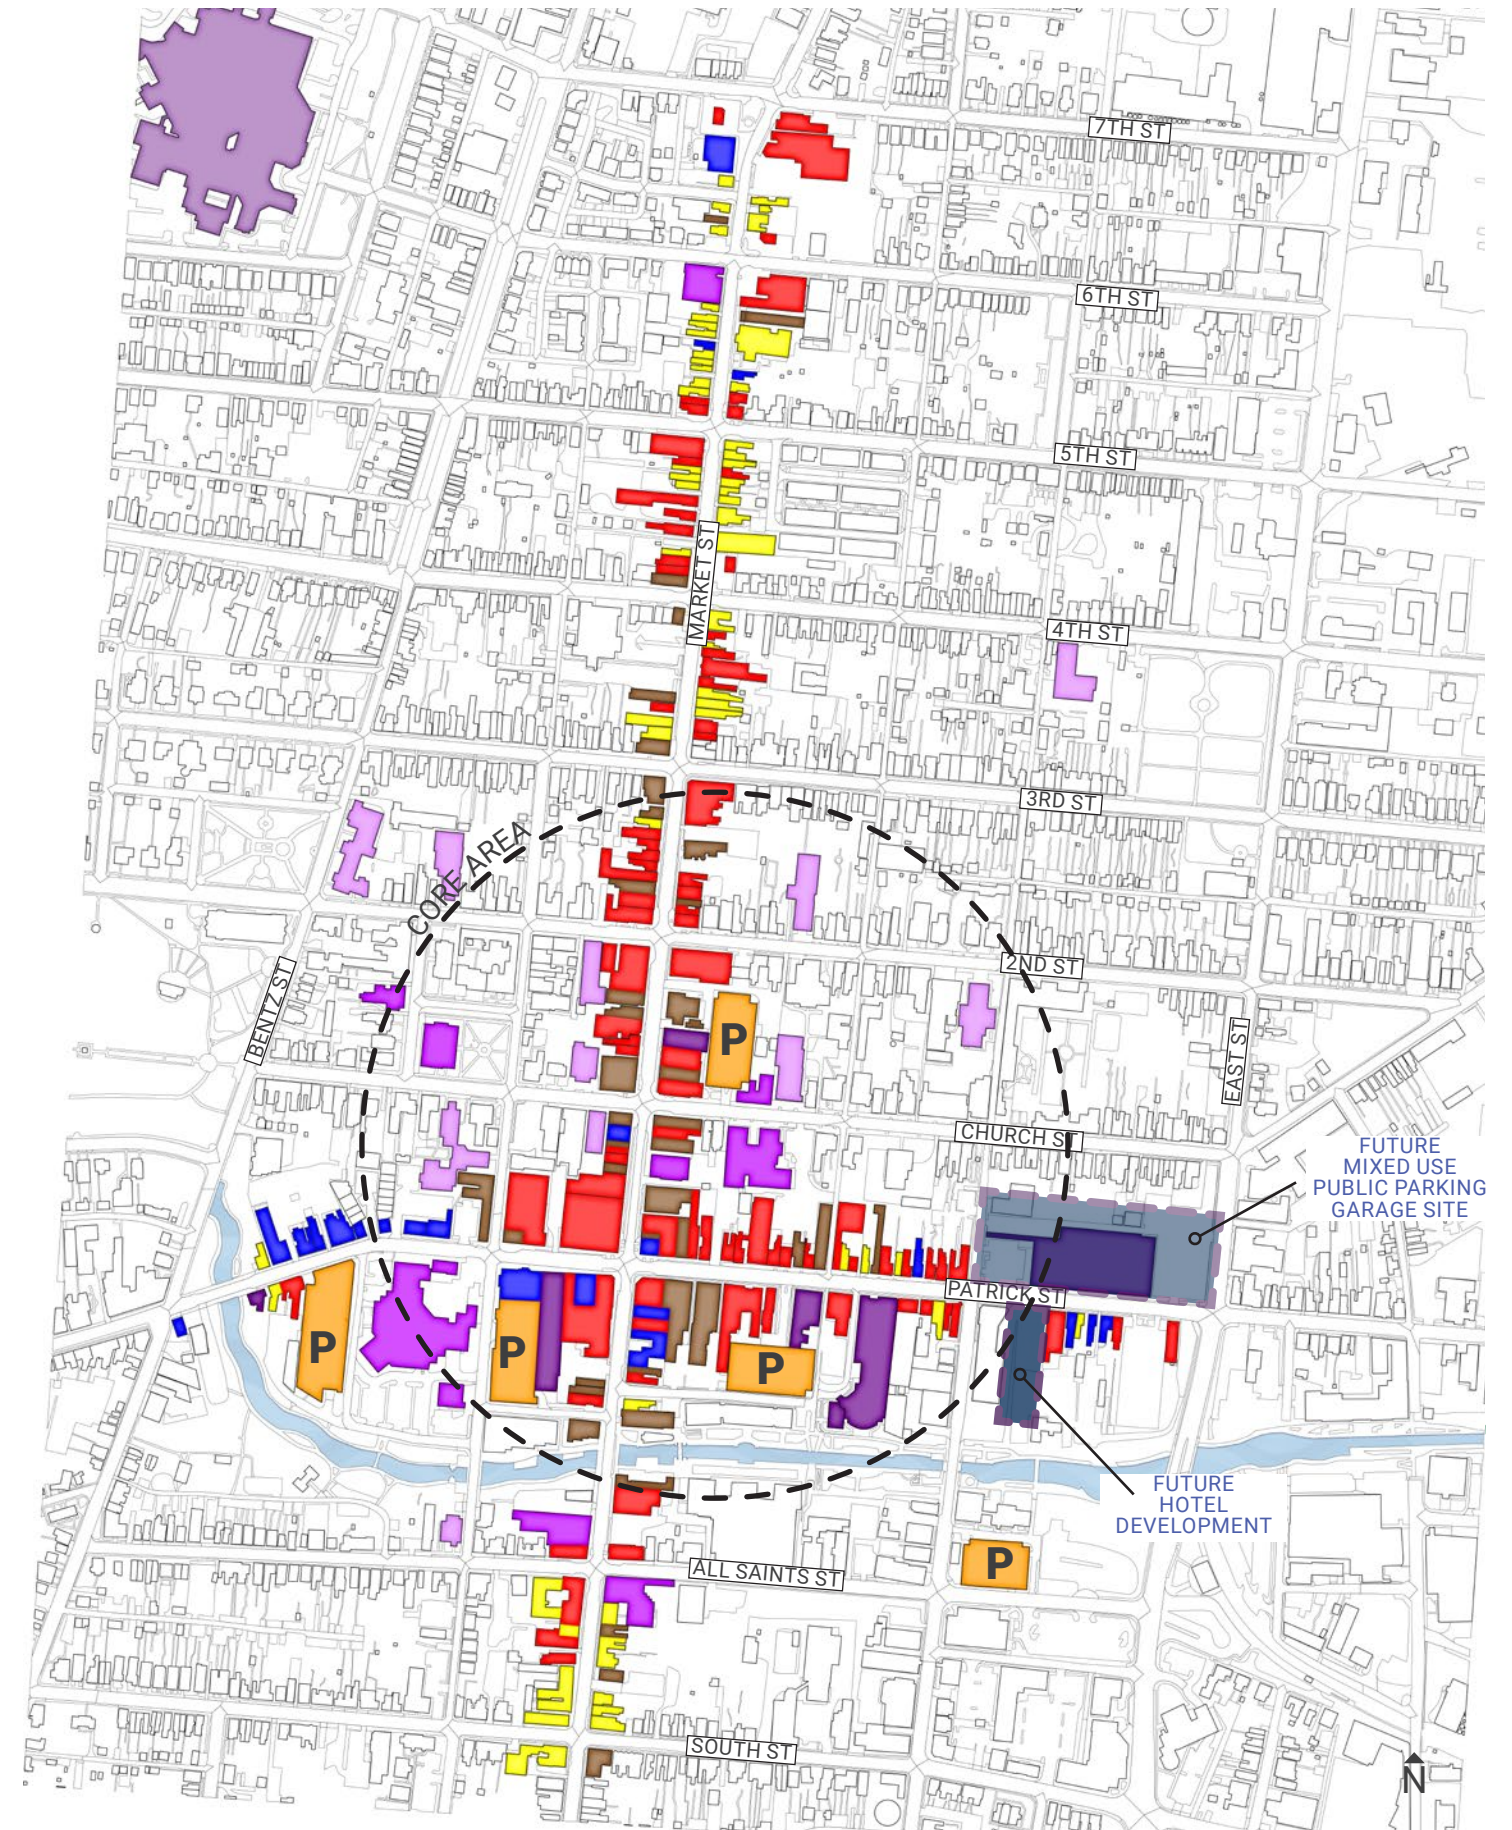 7TH ST
6TH ST
5TH ST
MARKET ST
4TH ST
3RD ST
CORE AREA
2ND ST
BENTZ ST
P
EAST ST
CHURCH ST
FUTURE
MIXED USE
PUBLIC PARKING
GARAGE SITE
PATRICK ST
P
P
P
FUTURE
HOTEL
DEVELOPMENT
P
ALL SAINTS ST
SOUTH ST
N